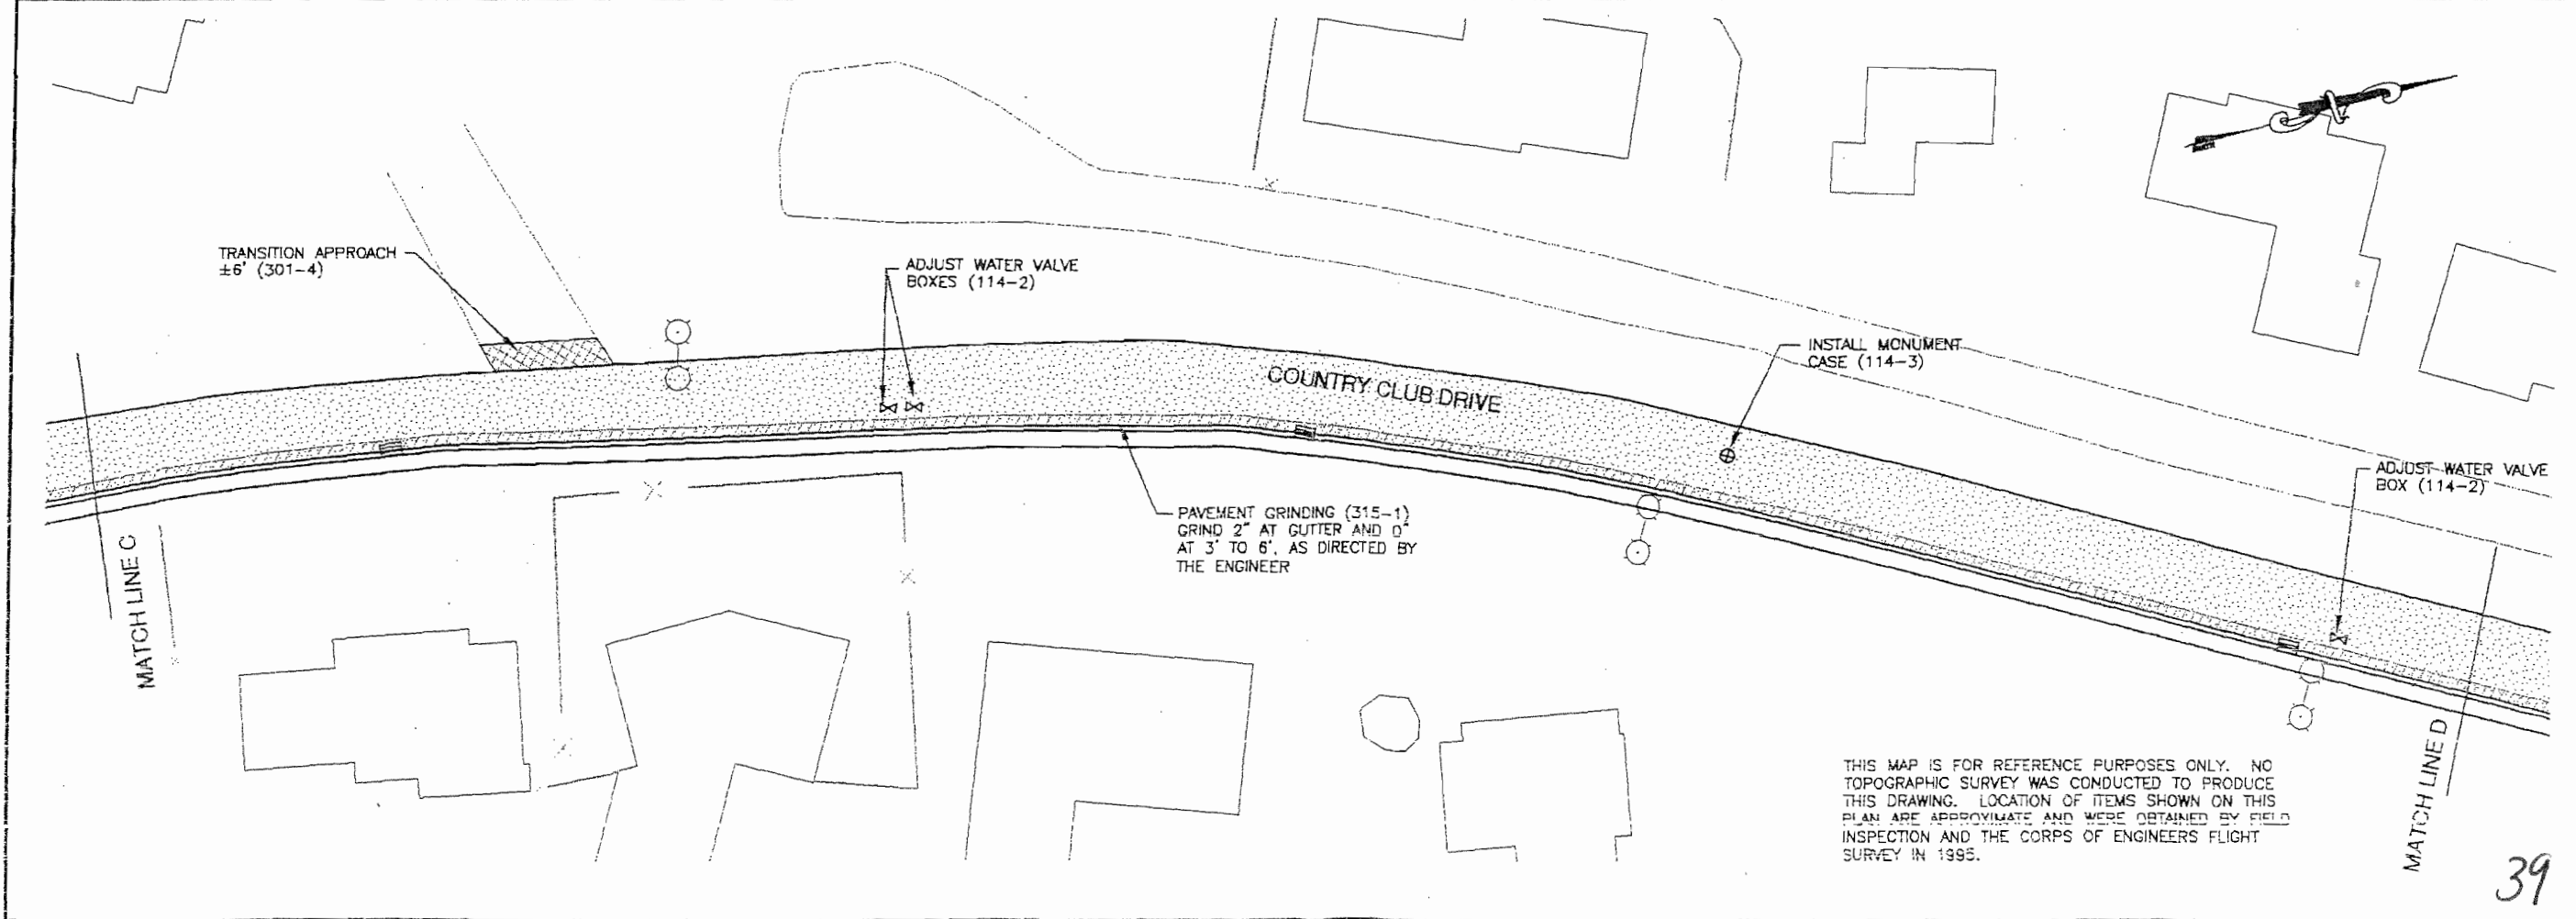 TRANSITION APPROACH
±6' (301-4)
ADJUST WATER VALVE
BOXES (114-2)
COUNTRY CLUB DRIVE
INSTALL MONUMENT
CASE (114-3)
ADJUST WATER VALVE
BOX (114-2)
PAVEMENT GRINDING (315-1)
GRIND 2" AT GUTTER AND 0"
AT 3' TO 6', AS DIRECTED BY
THE ENGINEER
MATCH LINE C
MATCH LINE D
THIS MAP IS FOR REFERENCE PURPOSES ONLY. NO
TOPOGRAPHIC SURVEY WAS CONDUCTED TO PRODUCE
THIS DRAWING. LOCATION OF ITEMS SHOWN ON THIS
PLAN ARE APPROXIMATE AND WERE OBTAINED BY FIELD
INSPECTION AND THE CORPS OF ENGINEERS FLIGHT
SURVEY IN 1995.
39